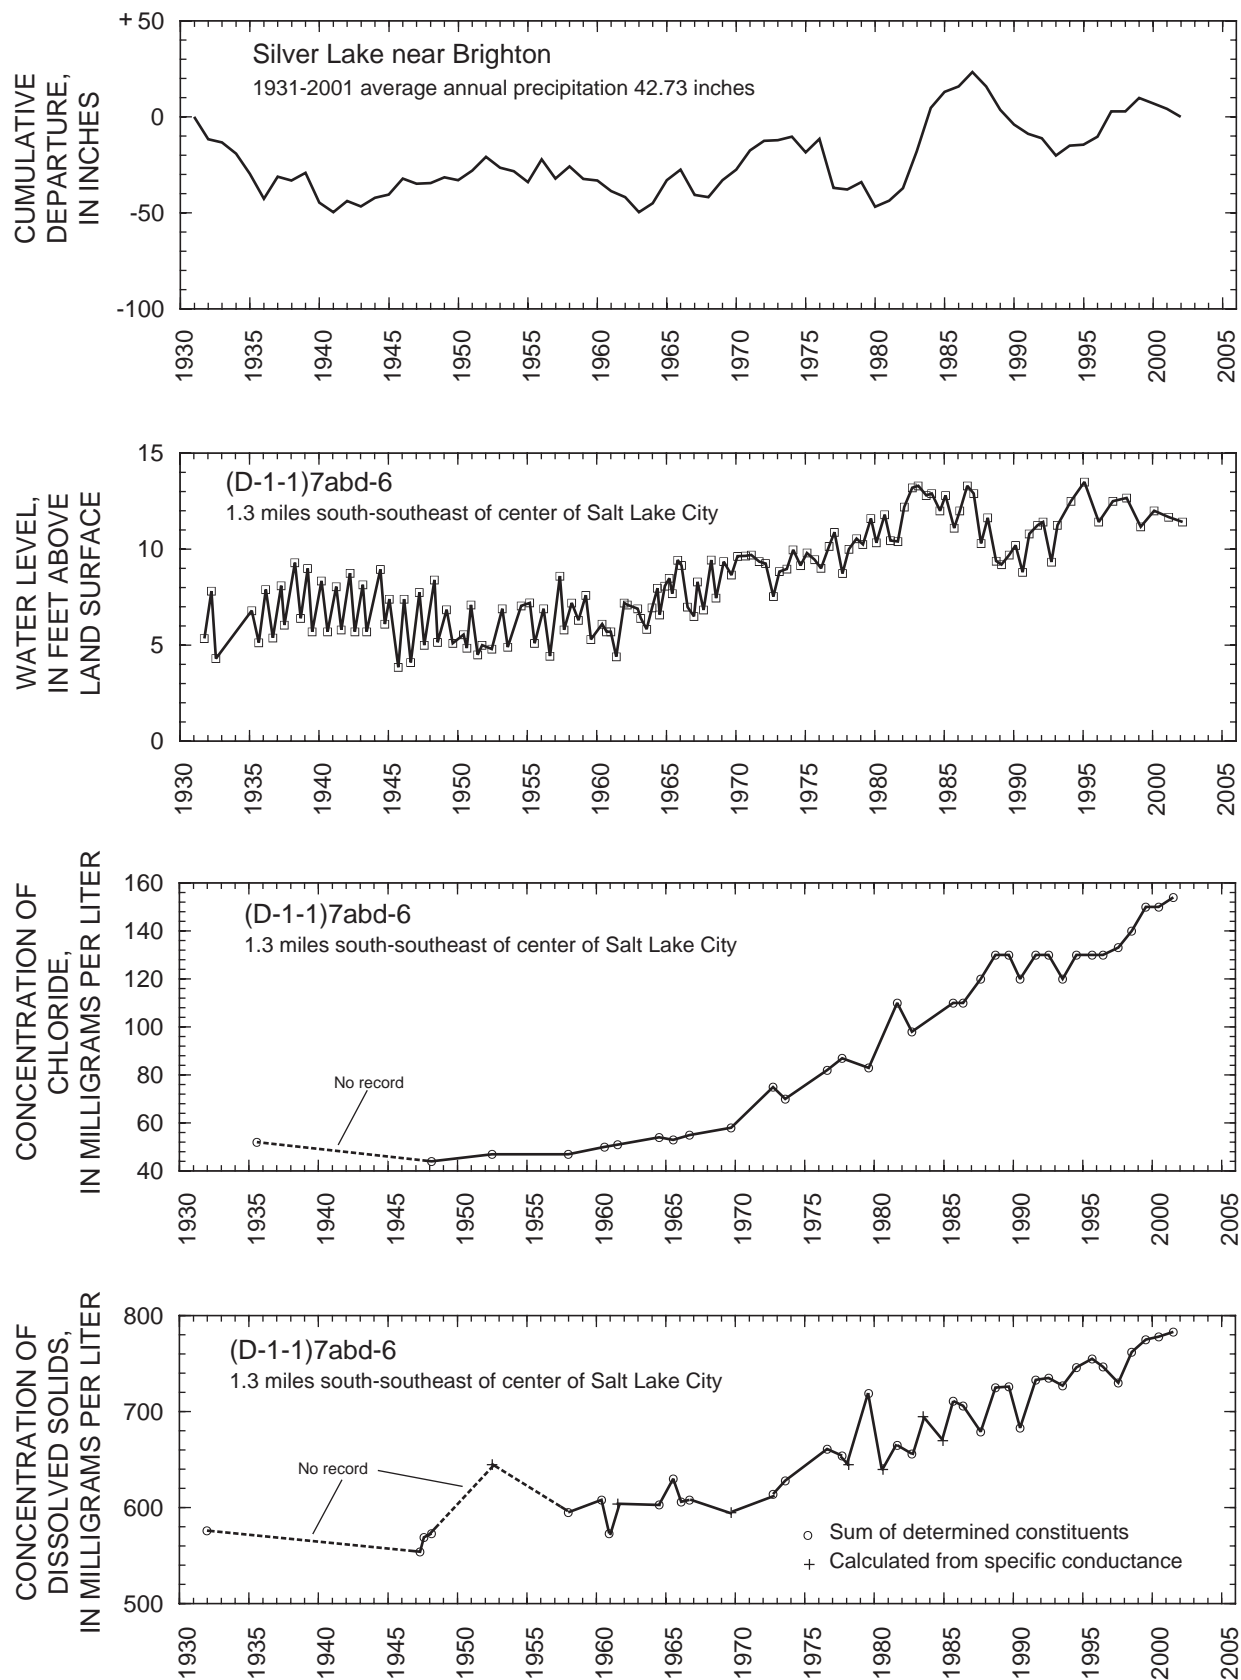 CUMULATIVE
DEPARTURE,
IN INCHES
+50
0
-50
-100
Silver Lake near Brighton
1931-2001 average annual precipitation 42.73 inches
1930 1935 1940 1945 1950 1955 1960 1965 1970 1975 1980 1985 1990 1995 2000 2005
WATER LEVEL,
IN FEET ABOVE
LAND SURFACE
15
10
5
0
(D-1-1)7abd-6
1.3 miles south-southeast of center of Salt Lake City
1930 1935 1940 1945 1950 1955 1960 1965 1970 1975 1980 1985 1990 1995 2000 2005
CONCENTRATION OF
CHLORIDE,
IN MILLIGRAMS PER LITER
160
140
120
100
80
60
40
(D-1-1)7abd-6
1.3 miles south-southeast of center of Salt Lake City
No record
1930 1935 1940 1945 1950 1955 1960 1965 1970 1975 1980 1985 1990 1995 2000 2005
CONCENTRATION OF
DISSOLVED SOLIDS,
IN MILLIGRAMS PER LITER
800
700
600
500
(D-1-1)7abd-6
1.3 miles south-southeast of center of Salt Lake City
No record
Sum of determined constituents
Calculated from specific conductance
1930 1935 1940 1945 1950 1955 1960 1965 1970 1975 1980 1985 1990 1995 2000 2005